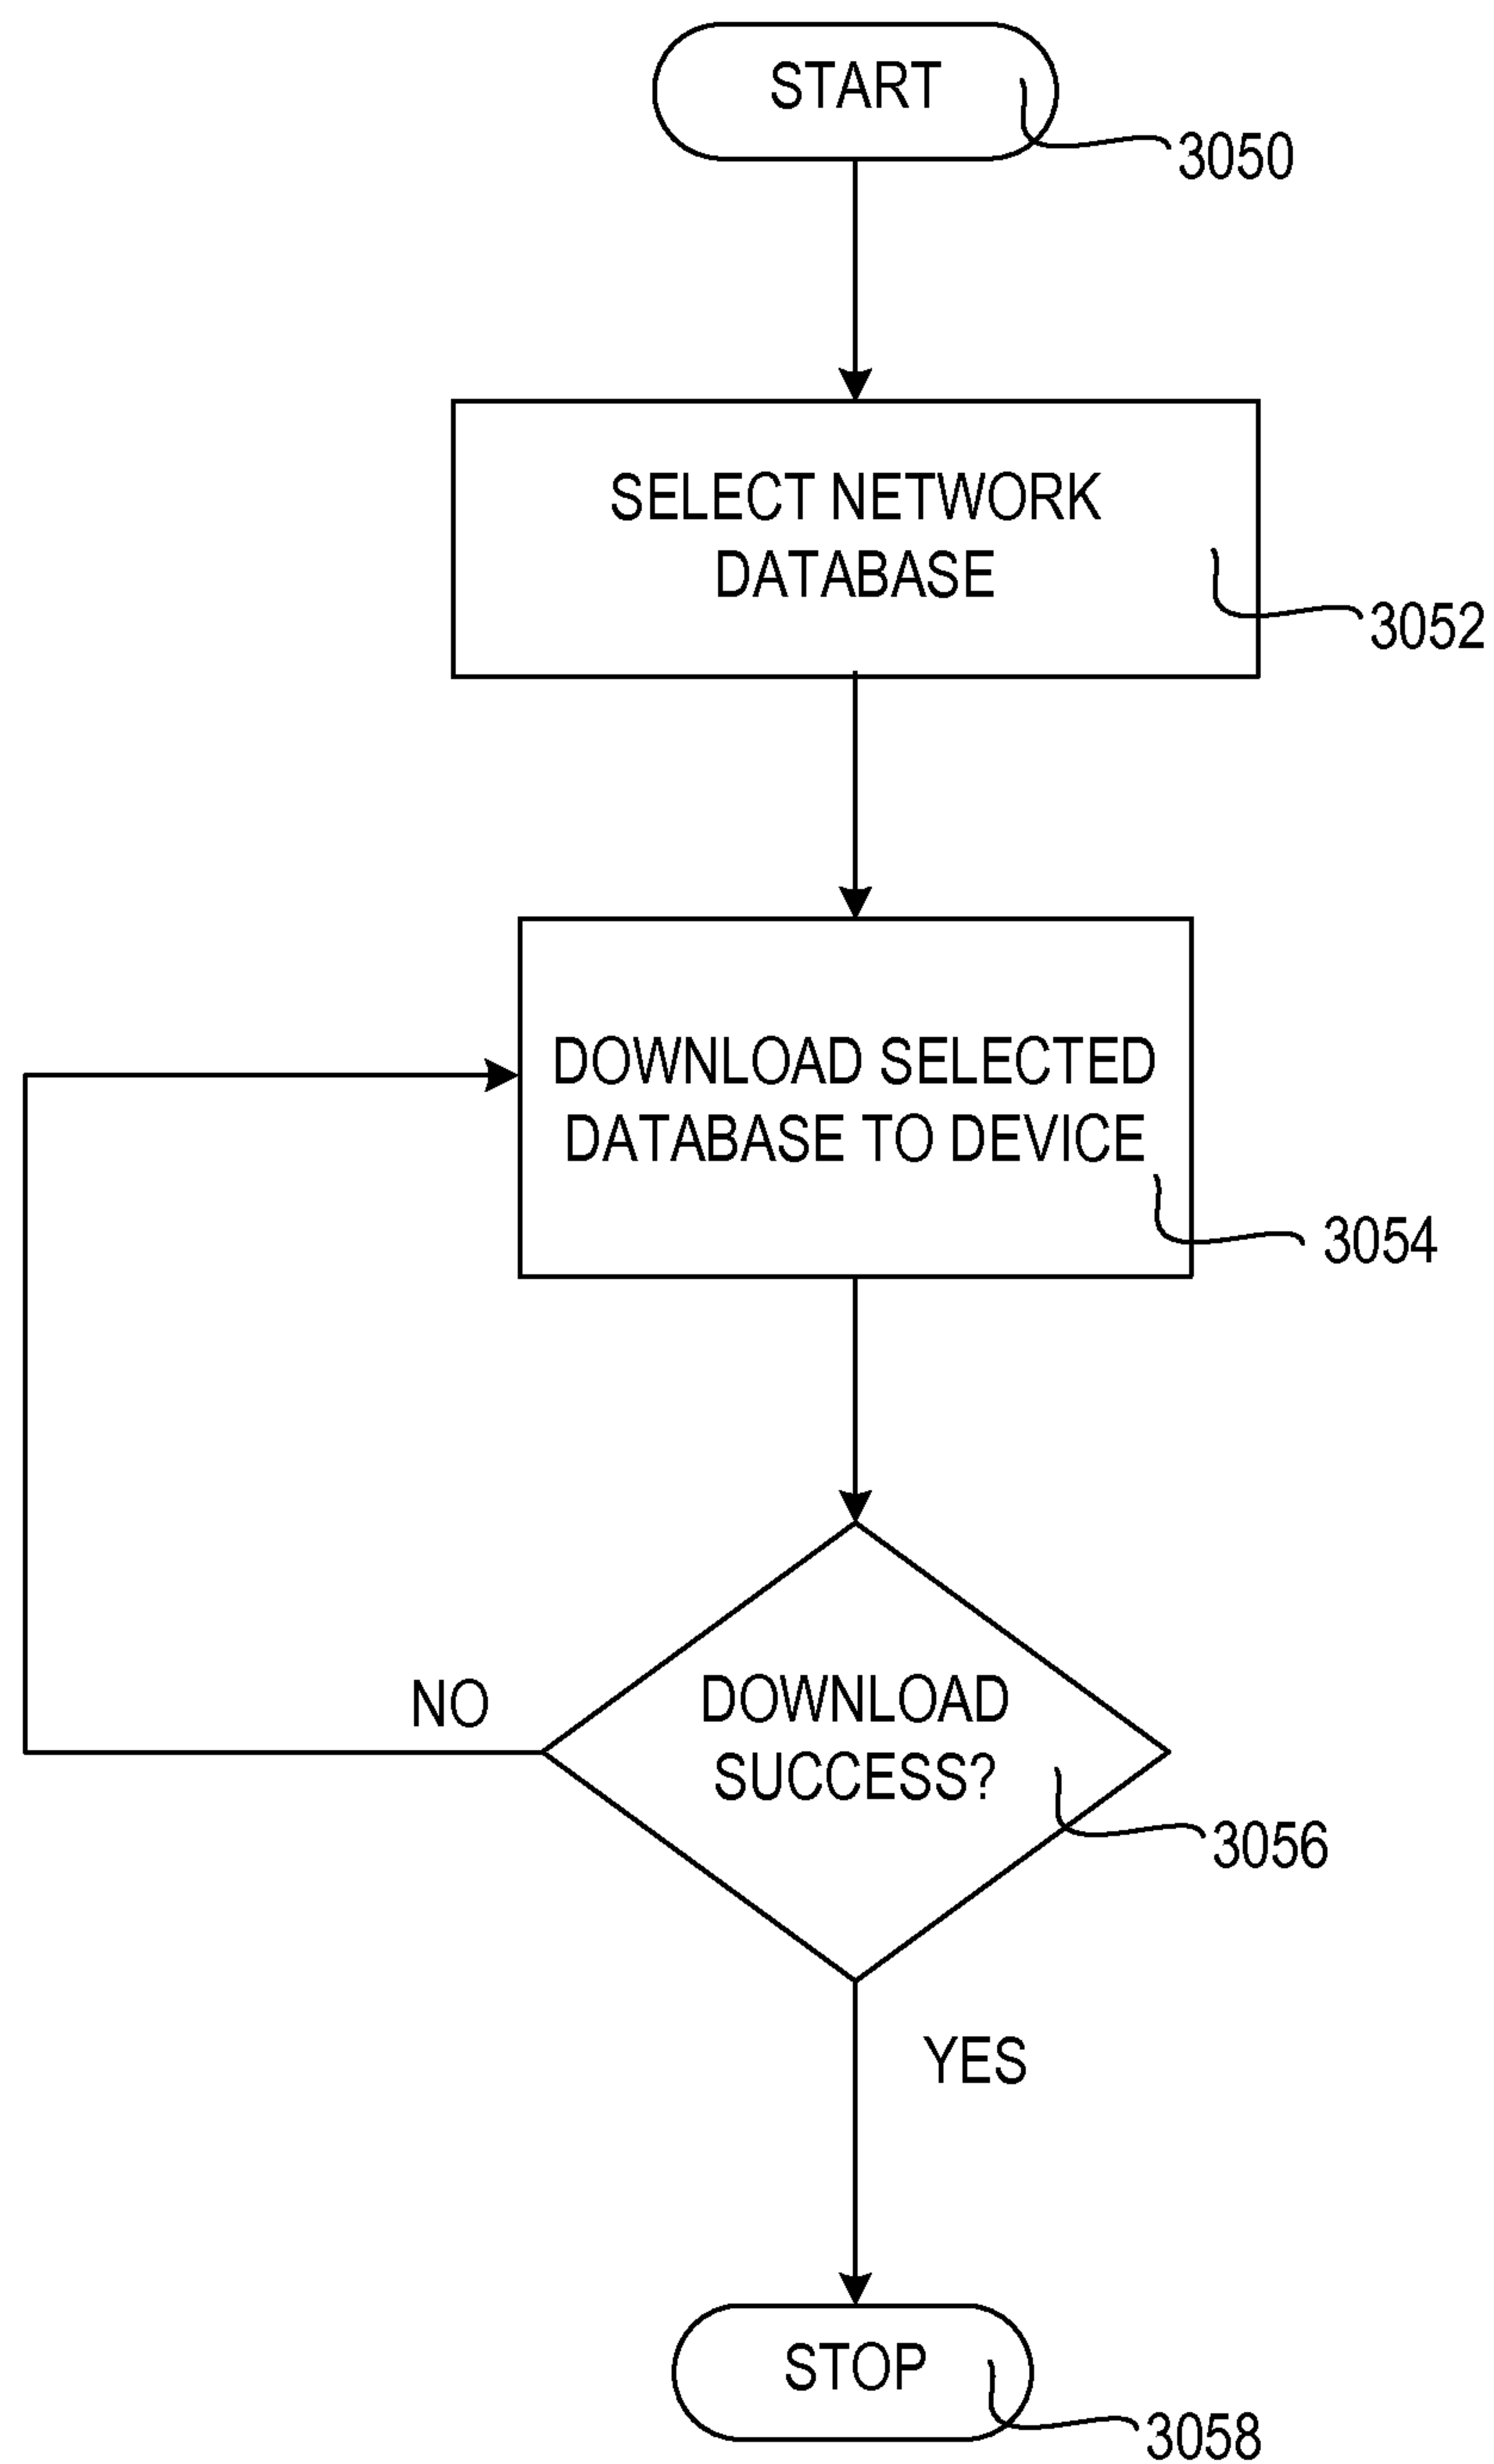 START
3050
SELECT NETWORK
DATABASE
3052
DOWNLOAD SELECTED
DATABASE TO DEVICE
3054
NO
DOWNLOAD
SUCCESS?
3056
YES
STOP
3058